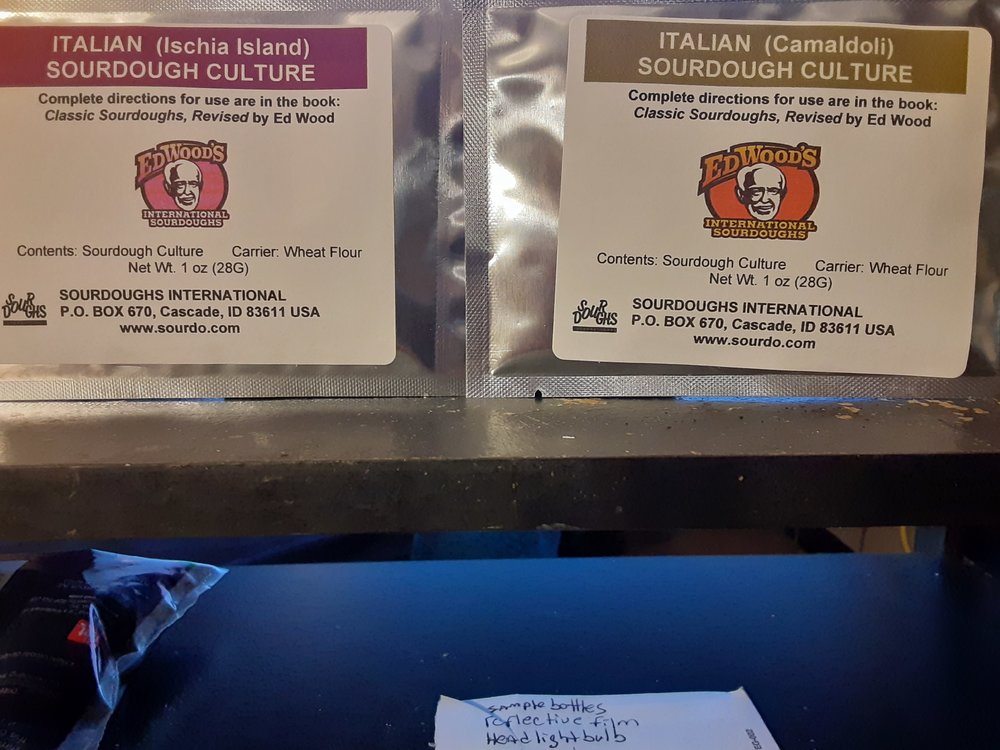 ITALIAN (Ischia Island)
SOURDOUGH CULTURE
Complete directions for use are in the book:
Classic Sourdoughs, Revised by Ed Wood
ED WOOD'S
INTERNATIONAL
SOURDOUGHS
Contents: Sourdough Culture Carrier: Wheat Flour
Net Wt. 1 oz (28G)
SOUR
DOUGHS
SOURDOUGHS INTERNATIONAL
P.O. BOX 670, Cascade, ID 83611 USA
www.sourdo.com
ITALIAN (Camaldoli)
SOURDOUGH CULTURE
Complete directions for use are in the book:
Classic Sourdoughs, Revised by Ed Wood
ED WOOD'S
INTERNATIONAL
SOURDOUGHS
Contents: Sourdough Culture Carrier: Wheat Flour
Net Wt. 1 oz (28G)
SOUR
DOUGHS
SOURDOUGHS INTERNATIONAL
P.O. BOX 670, Cascade, ID 83611 USA
www.sourdo.com
sample bottles
reflective film
Headlight bulb